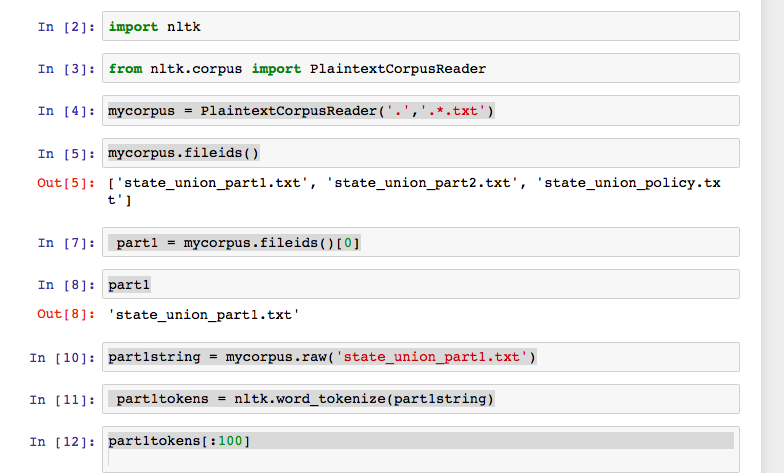 In [2]: import nltk
In [3]: from nltk.corpus import PlaintextCorpusReader
In [4]: mycorpus = PlaintextCorpusReader('.','.*.txt')
In [5]: mycorpus.fileids()
Out[5]: ['state_union_part1.txt', 'state_union_part2.txt', 'state_union_policy.tx
t']
In [7]: part1 = mycorpus.fileids()[0]
In [8]: part1
Out[8]: 'state_union_part1.txt'
In [10]: part1string = mycorpus.raw('state_union_part1.txt')
In [11]: part1tokens = nltk.word_tokenize(part1string)
In [12]: part1tokens[:100]